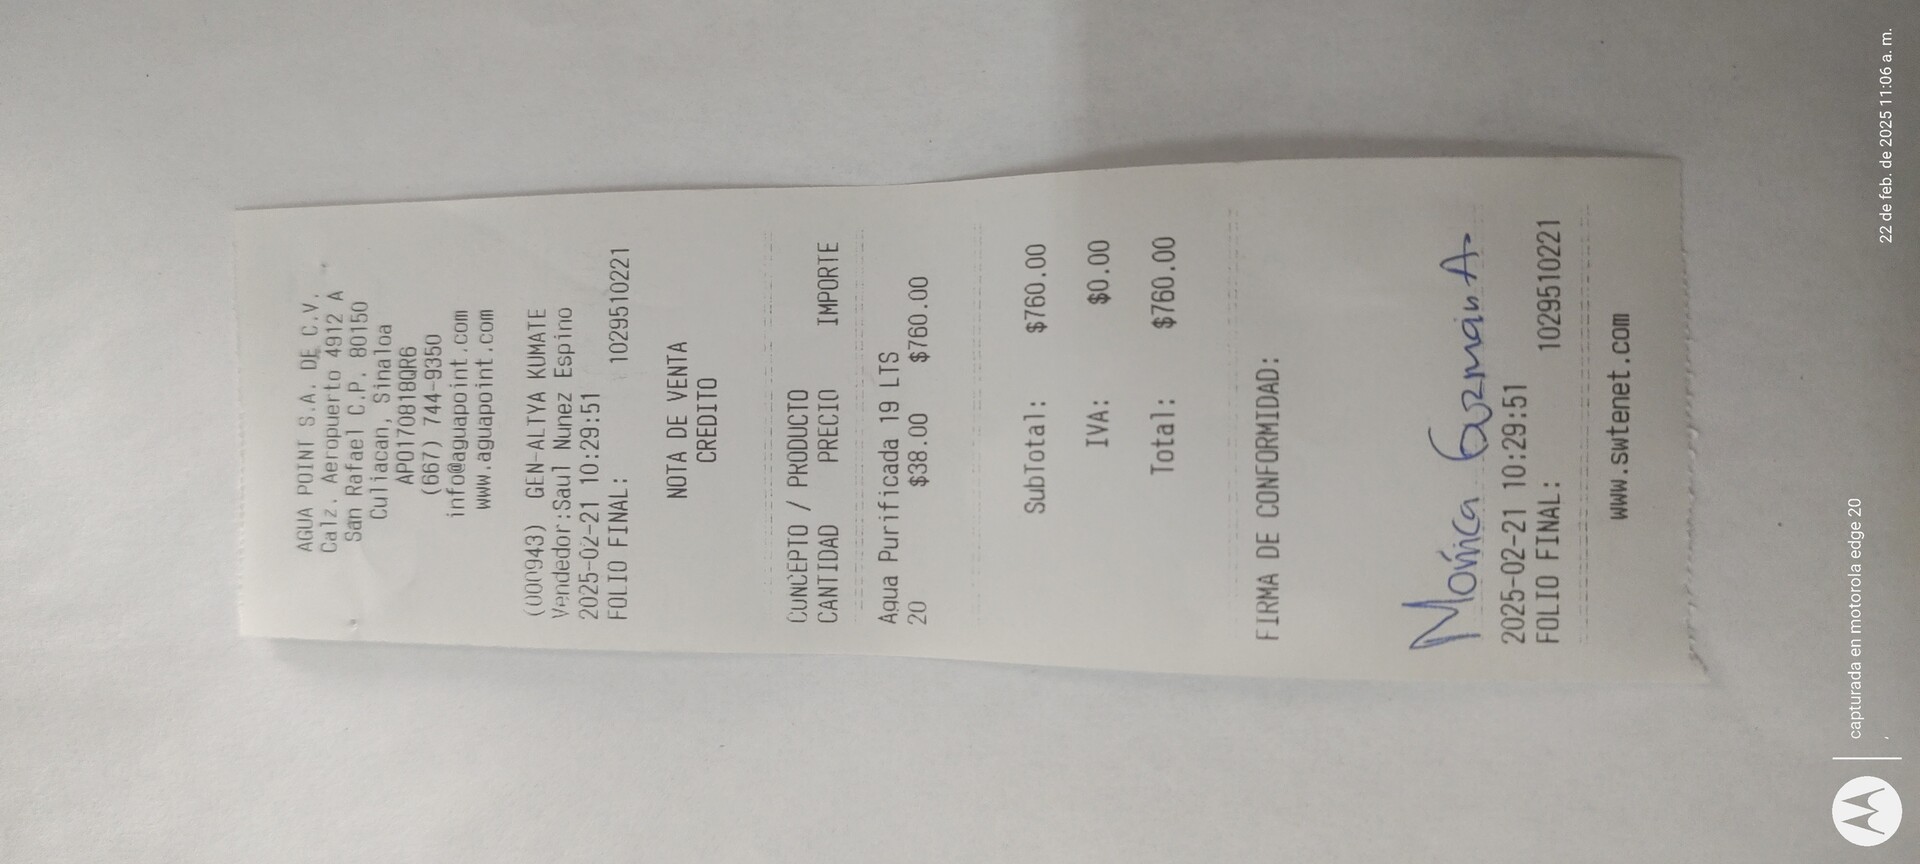 AGUA POINT S.A. DE C.V.
Calz. Aeropuerto 4912 A
San Rafael C.P. 80150
Culiacan, Sinaloa
APO170818QR6
(667) 744-9350
info@aguapoint.com
www.aguapoint.com
(000943) GEN-ALTYA KUMATE
Vendedor:Saul Nunez Espino
2025-02-21 10:29:51
FOLIO FINAL: 1029510221
NOTA DE VENTA
CREDITO
CONCEPTO / PRODUCTO
CANTIDAD PRECIO IMPORTE
Agua Purificada 19 LTS
20 $38.00 $760.00
SubTotal: $760.00
IVA: $0.00
Total: $760.00
FIRMA DE CONFORMIDAD:
Mónica Guzmán A.
2025-02-21 10:29:51
FOLIO FINAL: 1029510221
www.swtenet.com
capturada en motorola edge 20
22 de feb. de 2025 11:06 a. m.